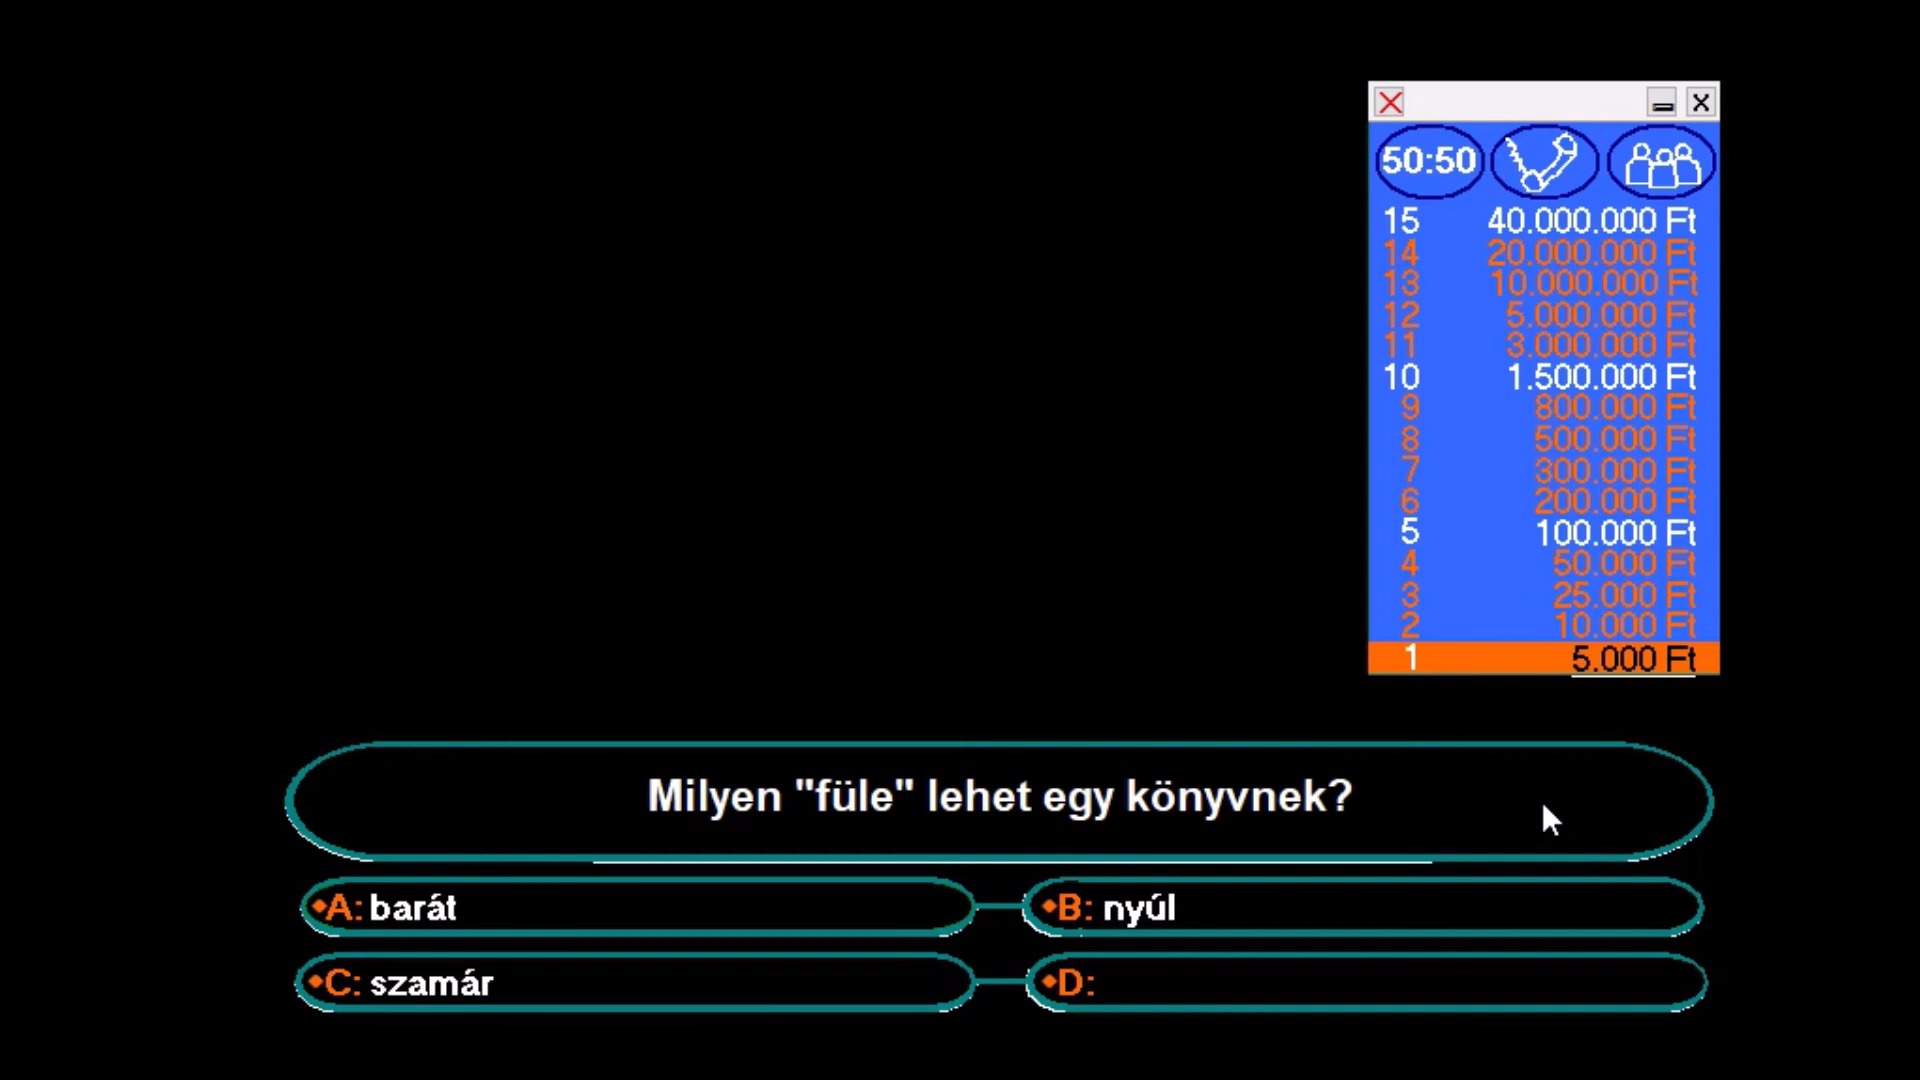 50:50
15 40.000.000 Ft
14 20.000.000 Ft
13 10.000.000 Ft
12 5.000.000 Ft
11 3.000.000 Ft
10 1.500.000 Ft
9 800.000 Ft
8 500.000 Ft
7 300.000 Ft
6 200.000 Ft
5 100.000 Ft
4 50.000 Ft
3 25.000 Ft
2 10.000 Ft
1 5.000 Ft
Milyen "füle" lehet egy könyvnek?
A: barát
B: nyúl
C: szamár
D: